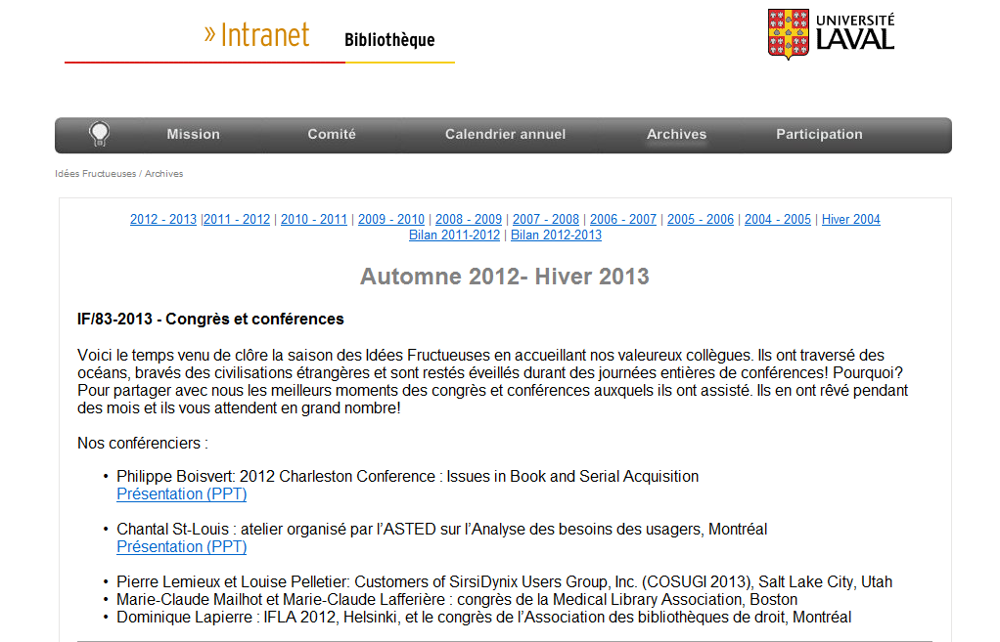 » Intranet Bibliothèque
UNIVERSITÉ
LAVAL
Mission Comité Calendrier annuel Archives Participation
Idées Fructueuses / Archives
2012 - 2013 |2011 - 2012 | 2010 - 2011 | 2009 - 2010 | 2008 - 2009 | 2007 - 2008 | 2006 - 2007 | 2005 - 2006 | 2004 - 2005 | Hiver 2004
Bilan 2011-2012 | Bilan 2012-2013
Automne 2012- Hiver 2013
IF/83-2013 - Congrès et conférences
Voici le temps venu de clôre la saison des Idées Fructueuses en accueillant nos valeureux collègues. Ils ont traversé des
océans, bravés des civilisations étrangères et sont restés éveillés durant des journées entières de conférences! Pourquoi?
Pour partager avec nous les meilleurs moments des congrès et conférences auxquels ils ont assisté. Ils en ont rêvé pendant
des mois et ils vous attendent en grand nombre!
Nos conférenciers :
• Philippe Boisvert: 2012 Charleston Conference : Issues in Book and Serial Acquisition
Présentation (PPT)
• Chantal St-Louis : atelier organisé par l’ASTED sur l’Analyse des besoins des usagers, Montréal
Présentation (PPT)
• Pierre Lemieux et Louise Pelletier: Customers of SirsiDynix Users Group, Inc. (COSUGI 2013), Salt Lake City, Utah
• Marie-Claude Mailhot et Marie-Claude Lafferière : congrès de la Medical Library Association, Boston
• Dominique Lapierre : IFLA 2012, Helsinki, et le congrès de l’Association des bibliothèques de droit, Montréal